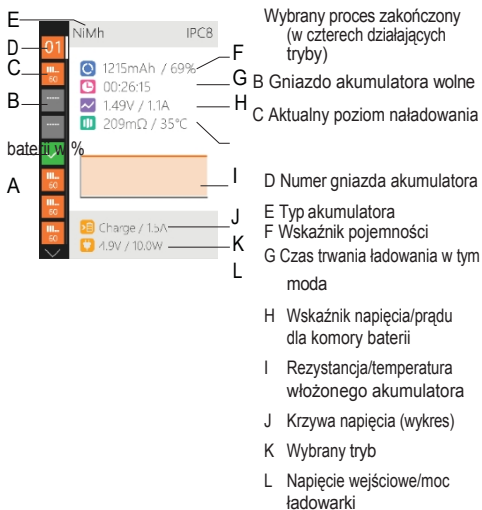 E
NiMh IPC8
D 01
C 60
1215mAh / 69% F
00:26:15 G
B
1.49V / 1.1A H
209mΩ / 35°C
baterii w %
A
60
60
60
I
Charge / 1.5A J
4.9V / 10.0W K
L
Wybrany proces zakończony
(w czterech działających
tryby)
B Gniazdo akumulatora wolne
C Aktualny poziom naładowania
D Numer gniazda akumulatora
E Typ akumulatora
F Wskaźnik pojemności
G Czas trwania ładowania w tym
moda
H Wskaźnik napięcia/prądu
dla komory baterii
I Rezystancja/temperatura
włożonego akumulatora
J Krzywa napięcia (wykres)
K Wybrany tryb
L Napięcie wejściowe/moc
ładowarki